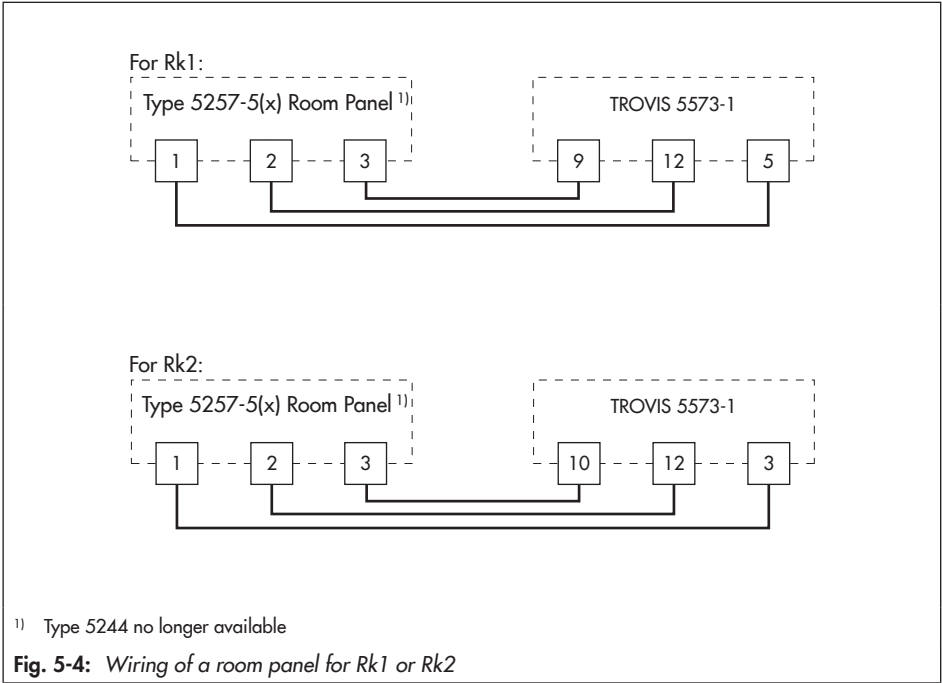 For Rk1:
Type 5257-5(x) Room Panel 1)
TROVIS 5573-1
1 2 3 9 12 5
For Rk2:
Type 5257-5(x) Room Panel 1)
TROVIS 5573-1
1 2 3 10 12 3
1) Type 5244 no longer available
Fig. 5-4: Wiring of a room panel for Rk1 or Rk2